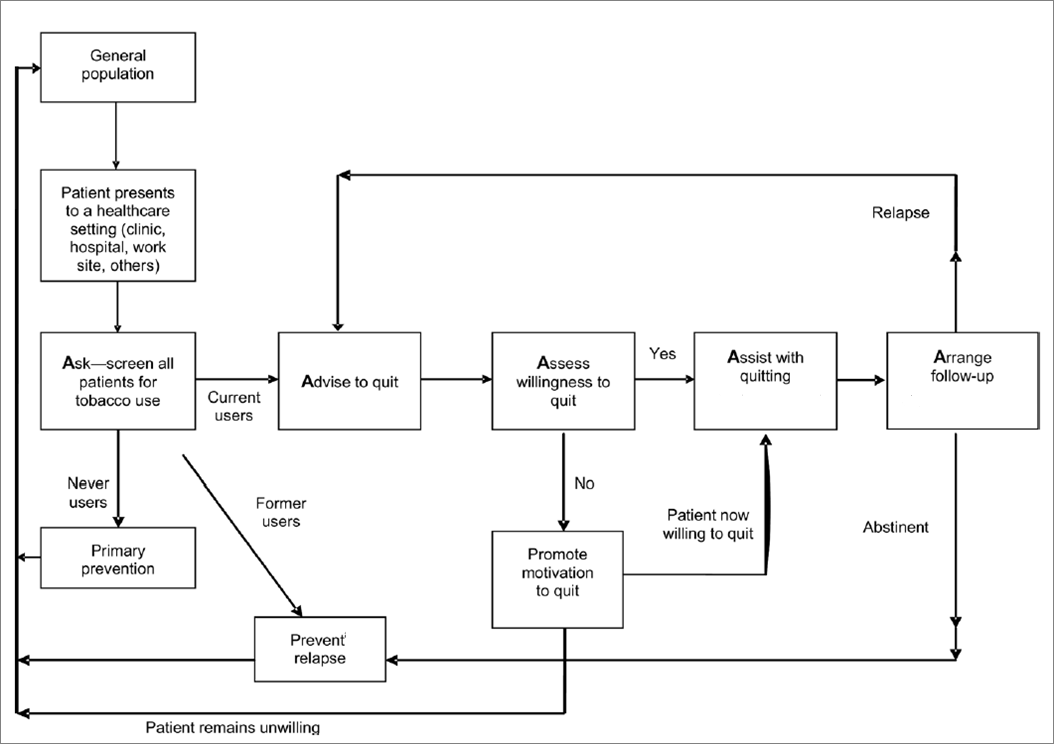 General
population
Patient presents
to a healthcare
setting (clinic,
hospital, work
site, others)
Relapse
Ask—screen all
patients for
tobacco use
Current
users
Advise to quit
Assess
willingness to
quit
Yes
Assist with
quitting
Arrange
follow-up
Never
users
Former
users
No
Patient now
willing to quit
Abstinent
Primary
prevention
Promote
motivation
to quit
Prevent
relapse
Patient remains unwilling